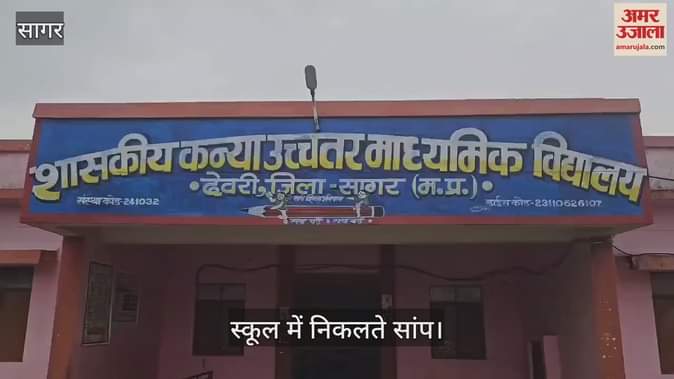 सागर
अमर उजाला
amarujala.com
शासकीय कन्या उच्चतर माध्यमिक विद्यालय
देवरी, जिला - सागर (म.प्र.)
संस्था कोड - 241032
डाईस कोड - 23110626107
स्कूल में निकलते सांप।